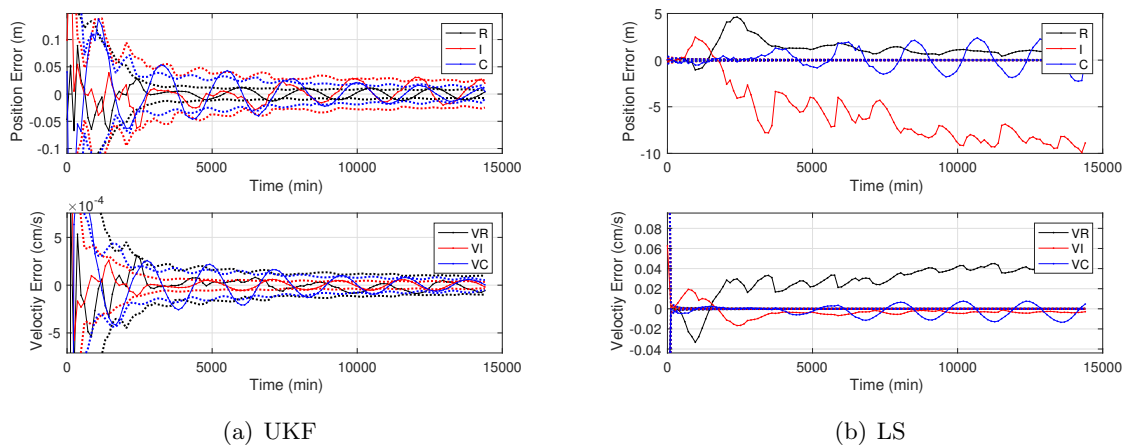 0.1
0.05
0
-0.05
-0.1
Position Error (m)
R
I
C
0 5000 10000 15000
Time (min)
×10⁻⁴
5
0
-5
Veloctiy Error (cm/s)
VR
VI
VC
0 5000 10000 15000
Time (min)
(a) UKF
5
0
-5
-10
Position Error (m)
R
I
C
0 5000 10000 15000
Time (min)
0.08
0.06
0.04
0.02
0
-0.02
-0.04
Veloctiy Error (cm/s)
VR
VI
VC
0 5000 10000 15000
Time (min)
(b) LS